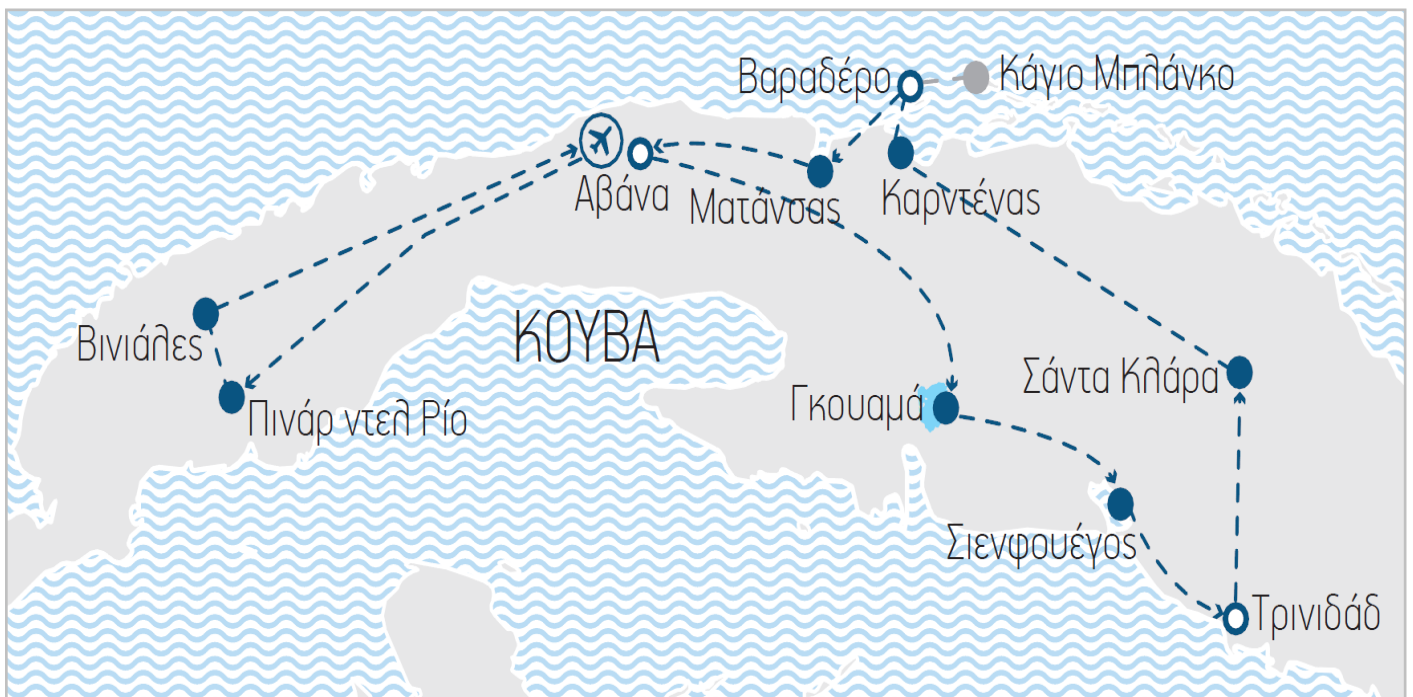 Βαραδέρο
Κάγιο Μπλάνκο
Αβάνα
Ματάνσας
Καρντένας
Βινιάλες
ΚΟΥΒΑ
Πινάρ ντελ Ρίο
Γκουαμά
Σάντα Κλάρα
Σιενφουέγος
Τρινιδάδ